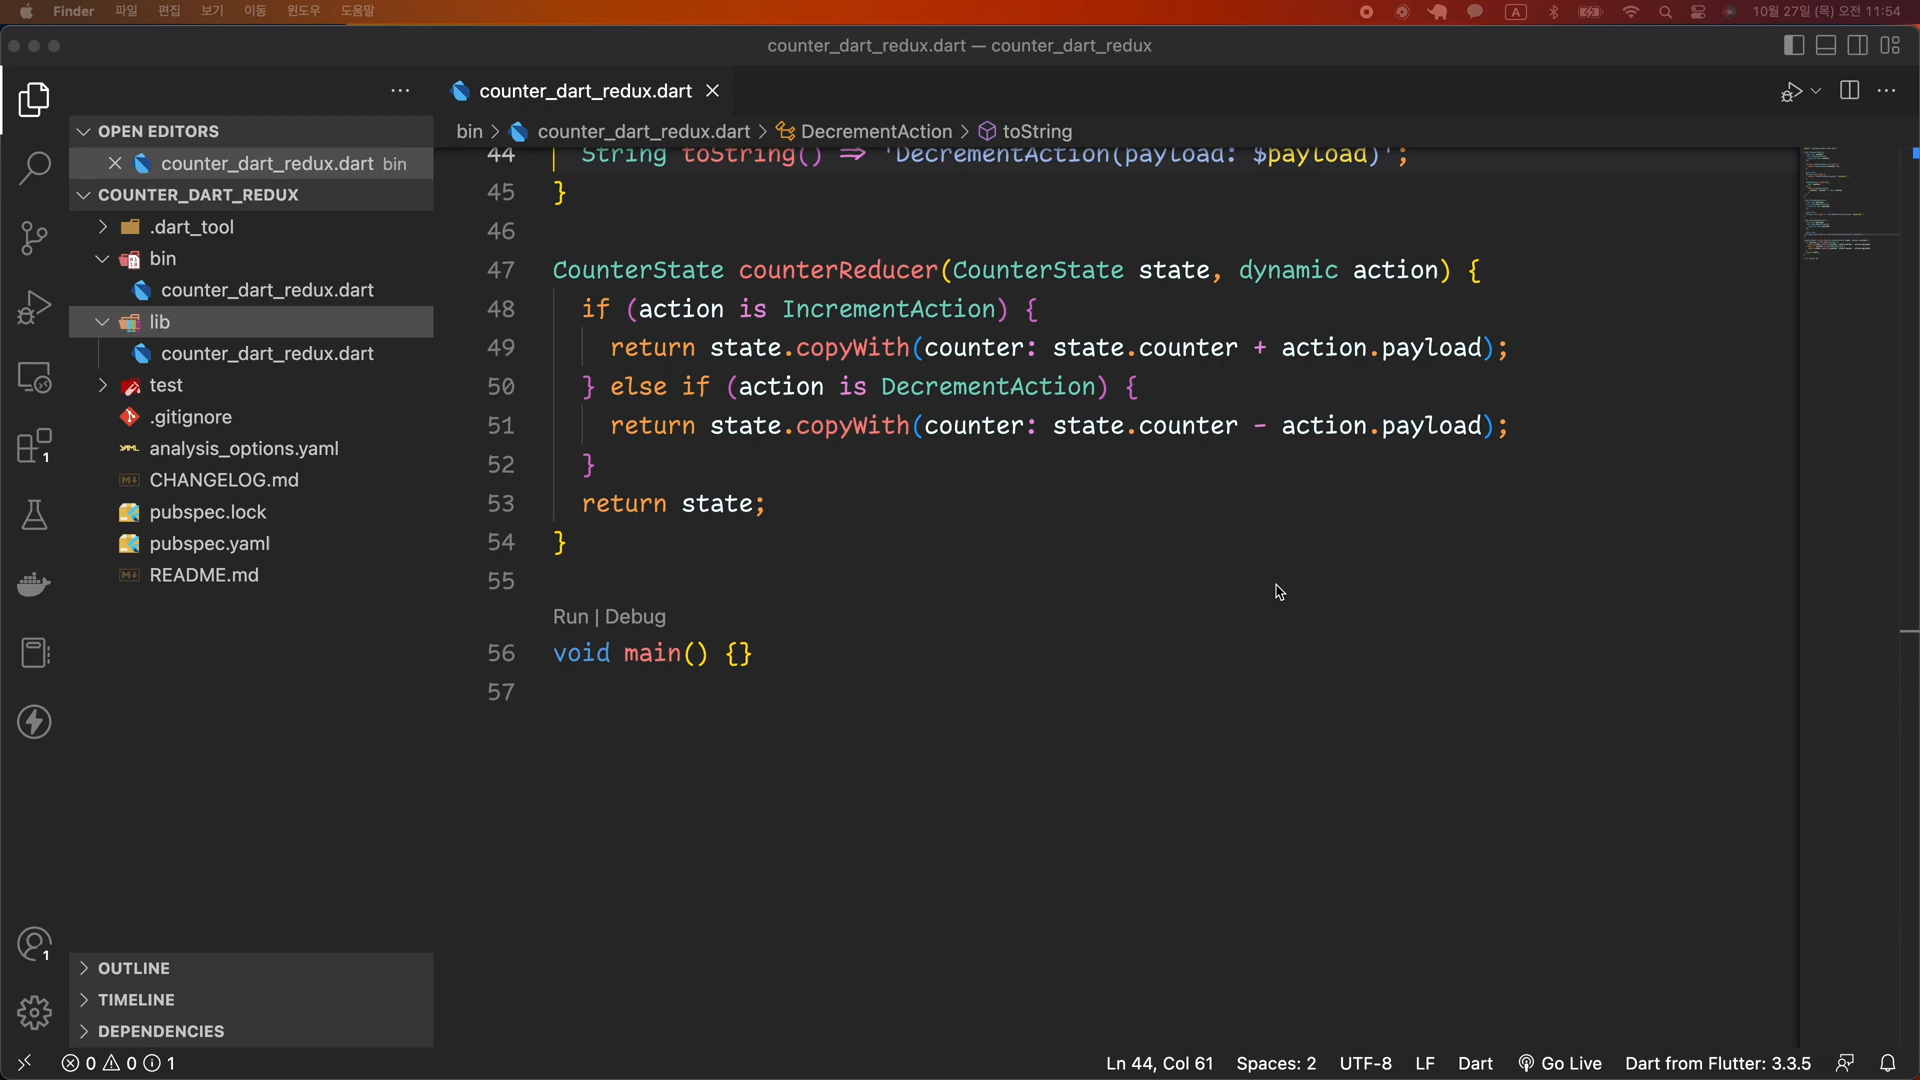 Finder 파일 편집 보기 이동 윈도우 도움말
A 10월 27일 (목) 오전 11:54
counter_dart_redux.dart — counter_dart_redux
counter_dart_redux.dart
OPEN EDITORS
counter_dart_redux.dart bin
COUNTER_DART_REDUX
.dart_tool
bin
counter_dart_redux.dart
lib
counter_dart_redux.dart
test
.gitignore
analysis_options.yaml
CHANGELOG.md
pubspec.lock
pubspec.yaml
README.md
OUTLINE
TIMELINE
DEPENDENCIES
1
1
bin > counter_dart_redux.dart > DecrementAction > toString
44 String toString() => 'DecrementAction(payload: $payload)';
45 }
46
47 CounterState counterReducer(CounterState state, dynamic action) {
48 if (action is IncrementAction) {
49 return state.copyWith(counter: state.counter + action.payload);
50 } else if (action is DecrementAction) {
51 return state.copyWith(counter: state.counter - action.payload);
52 }
53 return state;
54 }
55
Run | Debug
56 void main() {}
57
0 0 1
Ln 44, Col 61 Spaces: 2 UTF-8 LF Dart Go Live Dart from Flutter: 3.3.5